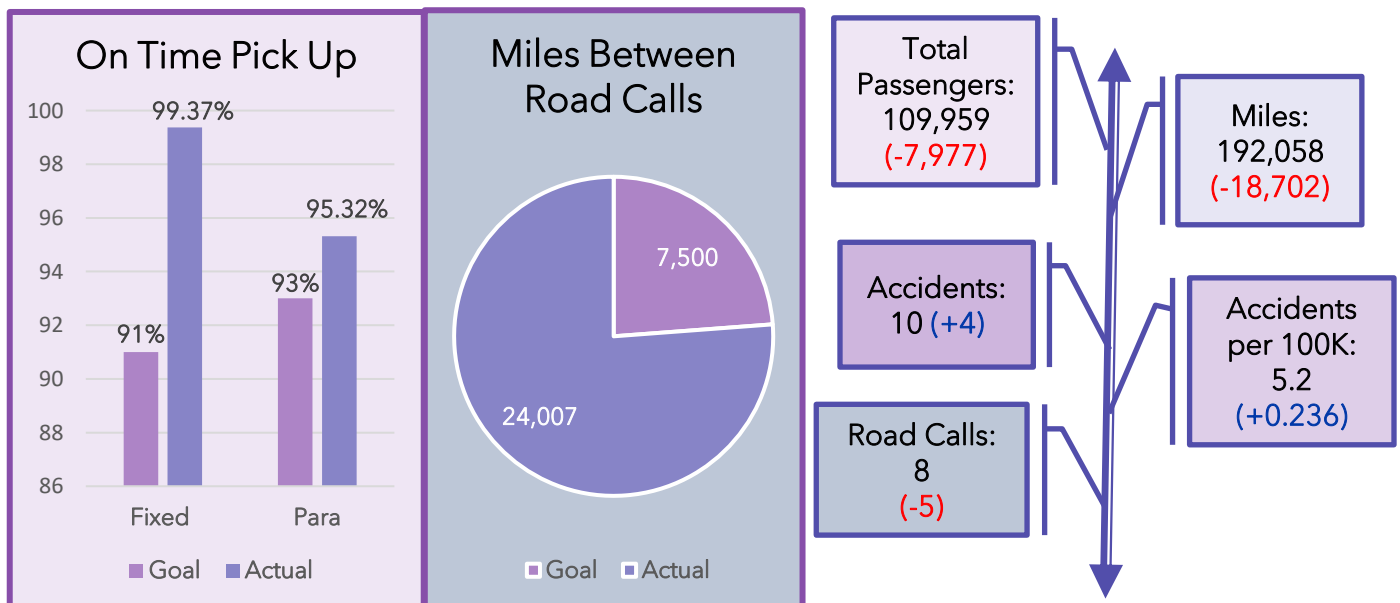 On Time Pick Up
100
98
96
94
92
90
88
86
99.37%
95.32%
93%
91%
Fixed
Para
Goal
Actual
Miles Between
Road Calls
7,500
24,007
Goal
Actual
Total
Passengers:
109,959
(-7,977)
Miles:
192,058
(-18,702)
Accidents:
10 (+4)
Accidents
per 100K:
5.2
(+0.236)
Road Calls:
8
(-5)